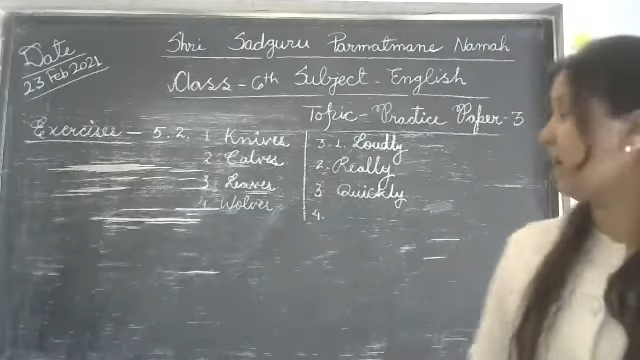 Shri Sadguru Parmatmane Namah
Date
23 Feb 2021
Class - 6th Subject - English
Topic - Practice Paper - 3
Exercises - 5. 2. 1 Knives
2 Calves
3 Leaves
4 Wolves
3. 1. Loudly
2. Really
3 Quickly
4.